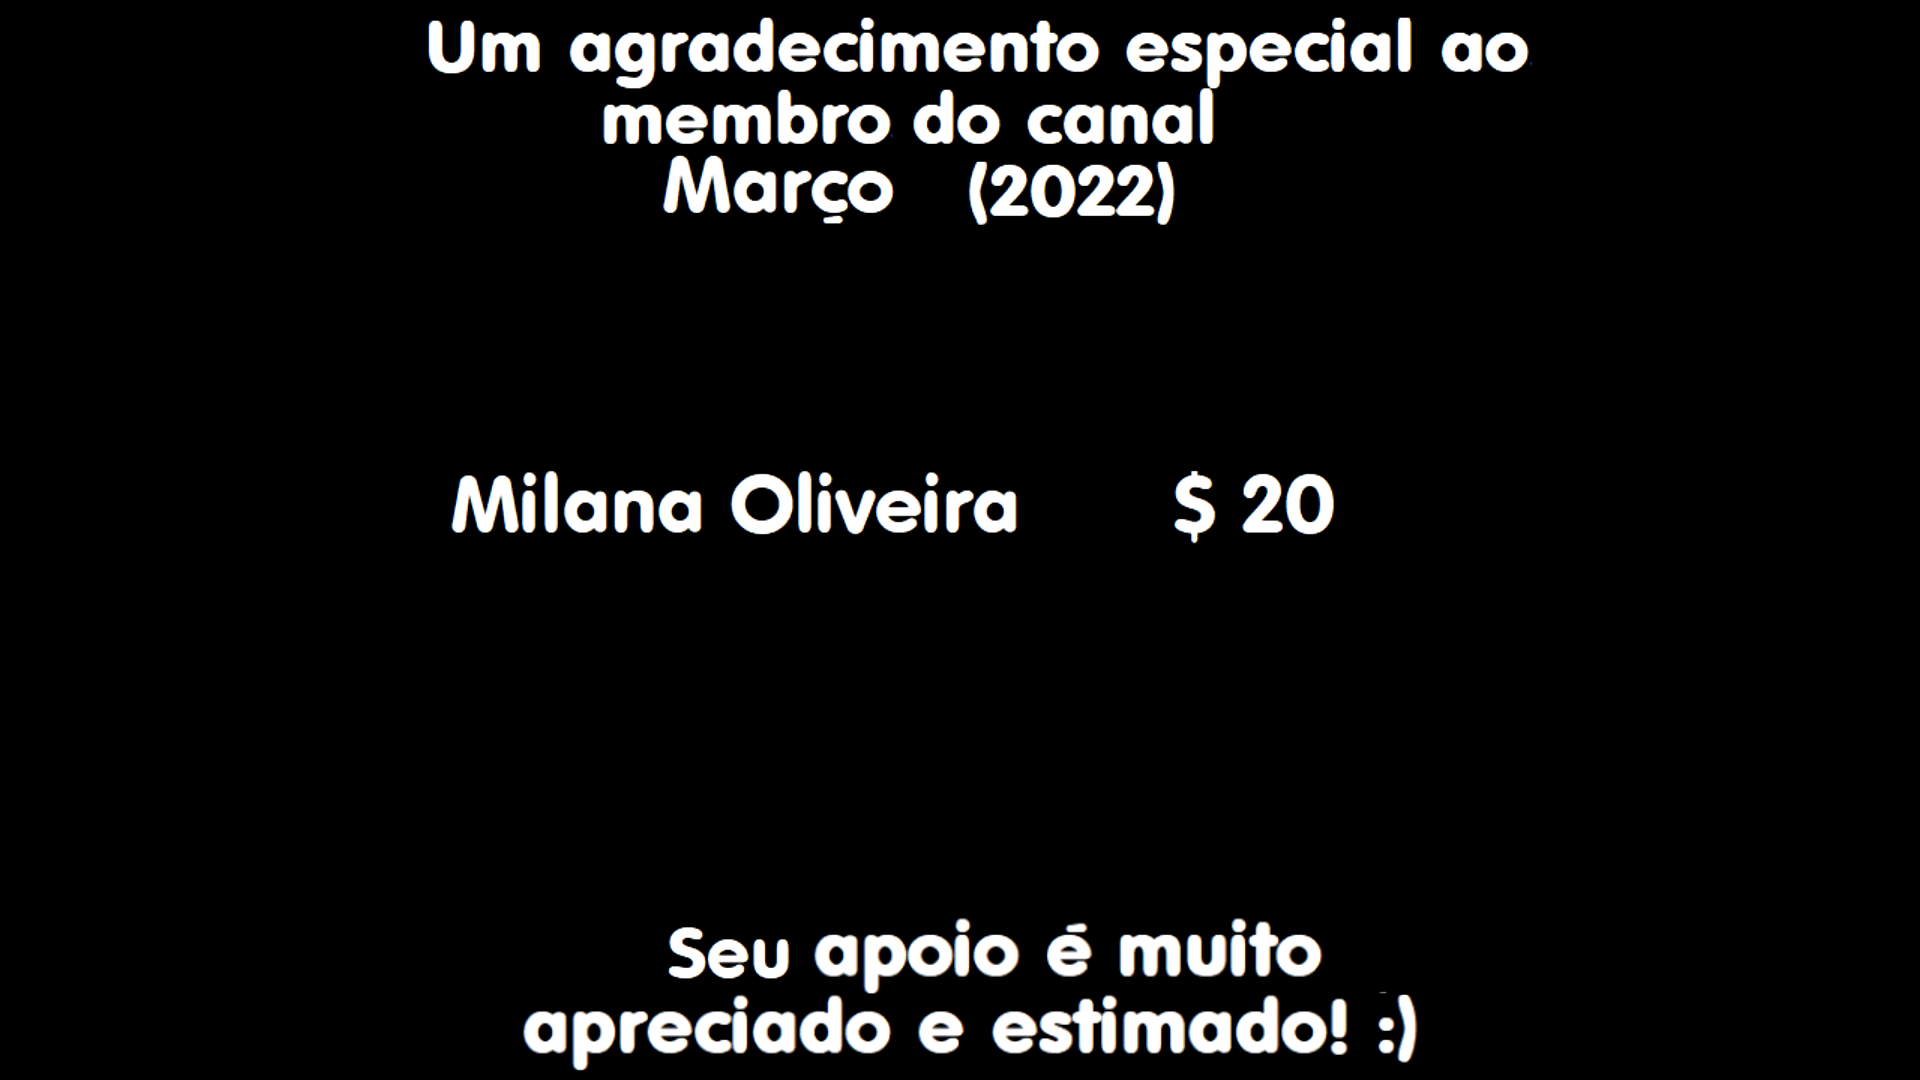 Um agradecimento especial ao
membro do canal
Março (2022)
Milana Oliveira $ 20
Seu apoio é muito
apreciado e estimado! :)